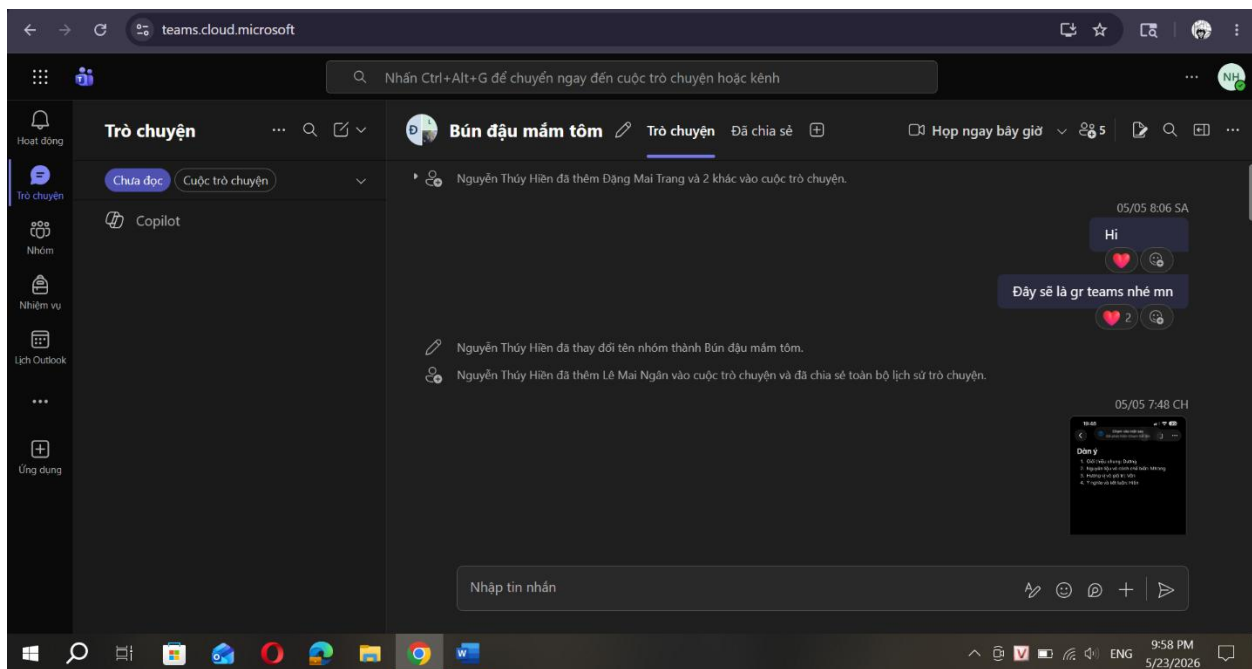 teams.cloud.microsoft
Nhấn Ctrl+Alt+G để chuyển ngay đến cuộc trò chuyện hoặc kênh
NH
Hoạt động
Trò chuyện
Nhóm
Nhiệm vụ
Lịch Outlook
Ứng dụng
Trò chuyện
Chưa đọc
Cuộc trò chuyện
Copilot
Đ L Bún đậu mắm tôm Trò chuyện Đã chia sẻ Họp ngay bây giờ 5
Nguyễn Thúy Hiền đã thêm Đặng Mai Trang và 2 khác vào cuộc trò chuyện.
05/05 8:06 SA
Hi
Đây sẽ là gr teams nhé mn
2
Nguyễn Thúy Hiền đã thay đổi tên nhóm thành Bún đậu mắm tôm.
Nguyễn Thúy Hiền đã thêm Lê Mai Ngân vào cuộc trò chuyện và đã chia sẻ toàn bộ lịch sử trò chuyện.
05/05 7:48 CH
Dàn ý
Nhập tin nhắn
ENG
9:58 PM
5/23/2026